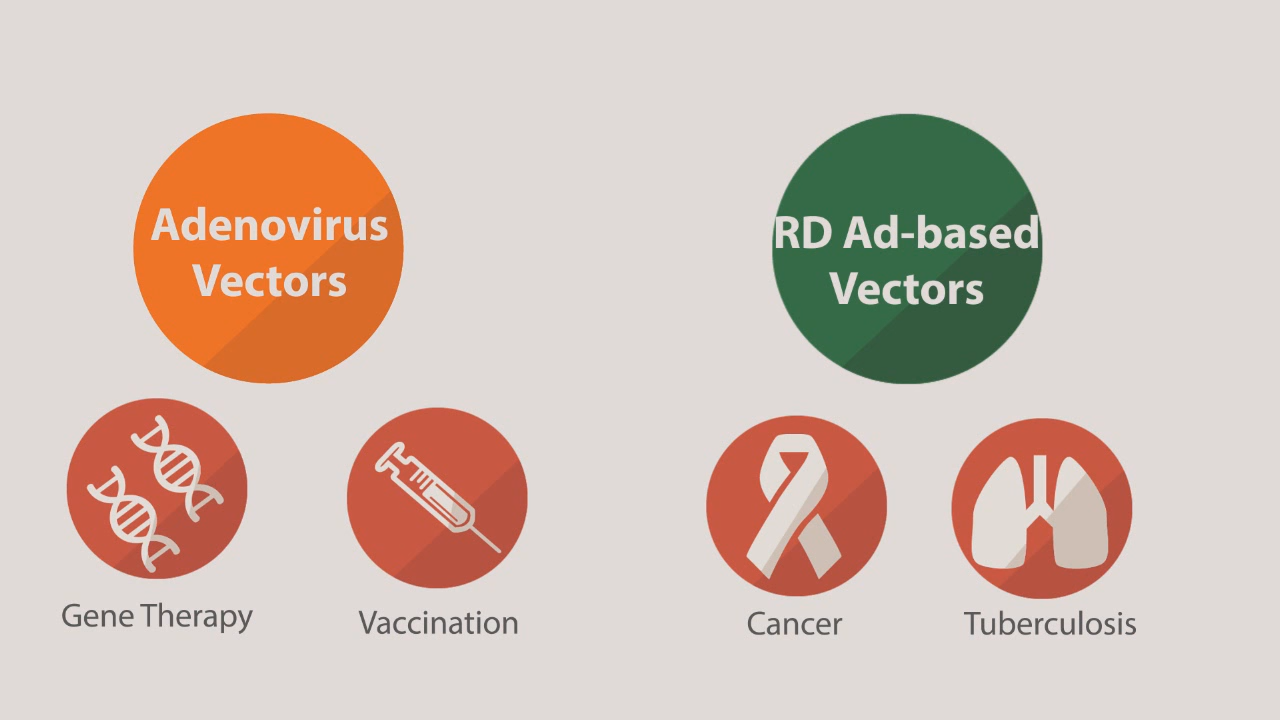 Adenovirus
Vectors
RD Ad-based
Vectors
Gene Therapy
Vaccination
Cancer
Tuberculosis